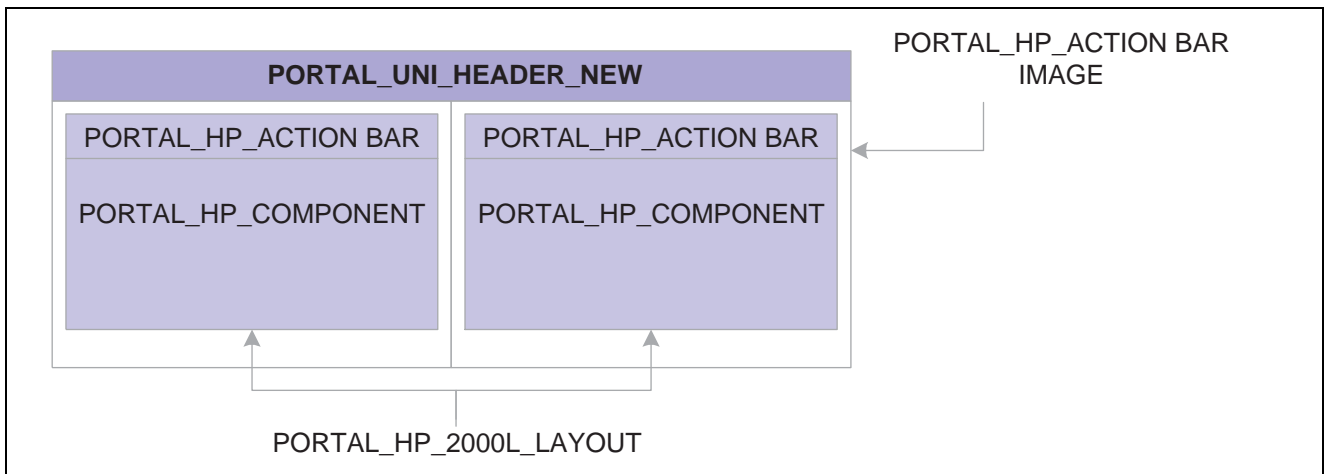 PORTAL_HP_ACTION BAR
IMAGE
PORTAL_UNI_HEADER_NEW
PORTAL_HP_ACTION BAR
PORTAL_HP_ACTION BAR
PORTAL_HP_COMPONENT
PORTAL_HP_COMPONENT
PORTAL_HP_2000L_LAYOUT